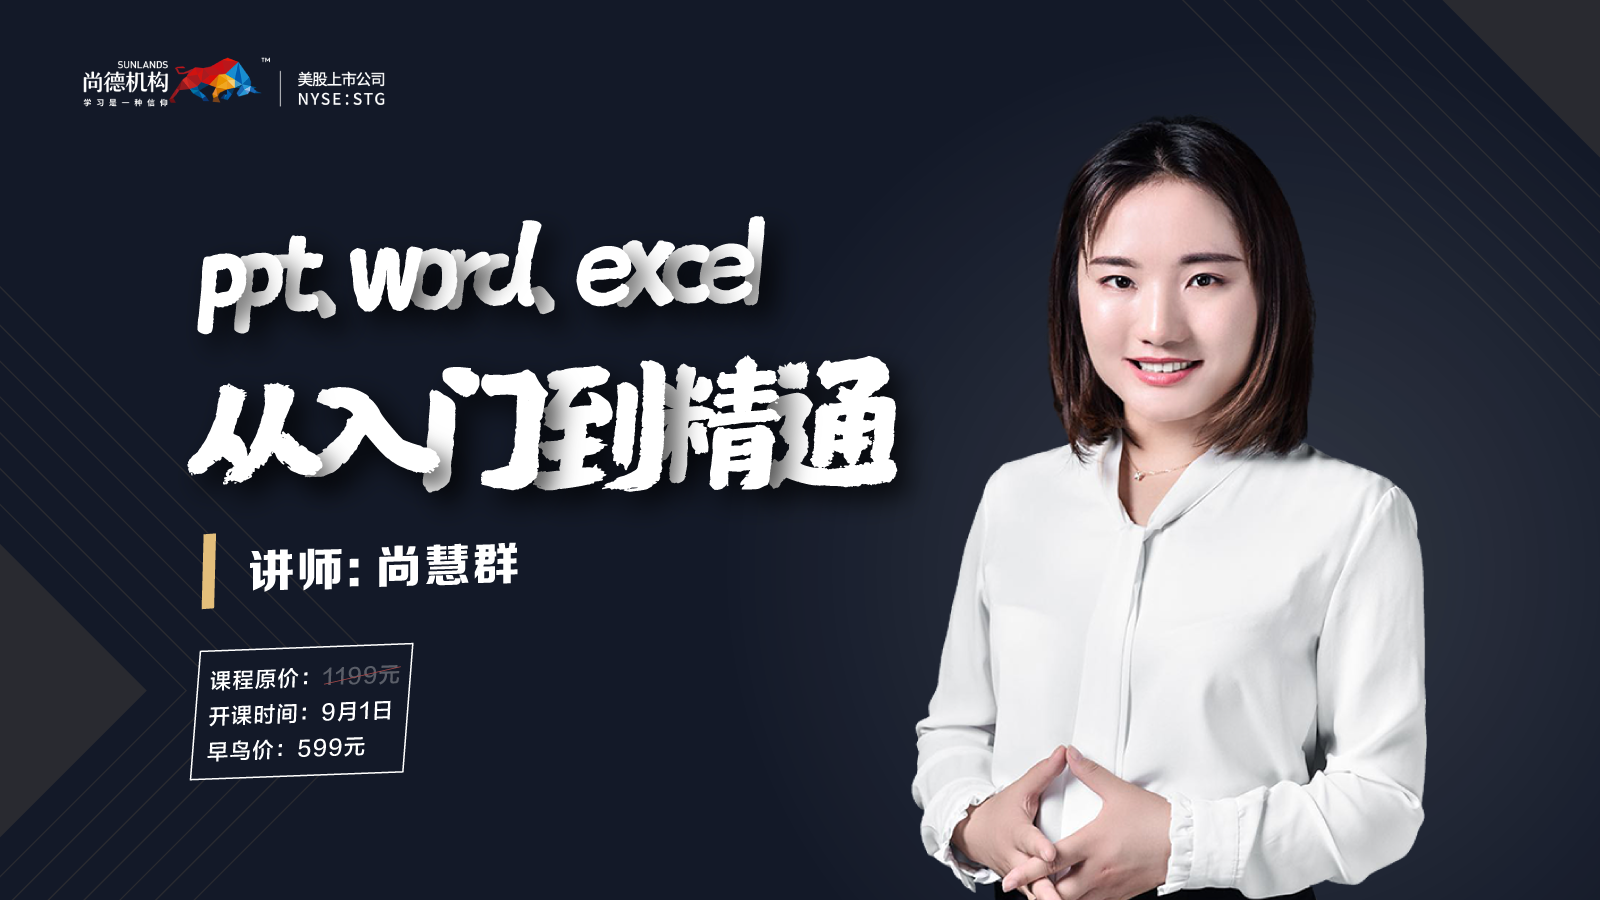 SUNLANDS
尚德机构
学习是一种信仰
TM
美股上市公司
NYSE:STG
ppt、word、excel
从入门到精通
讲师:尚慧群
课程原价:1199元
开课时间:9月1日
早鸟价:599元